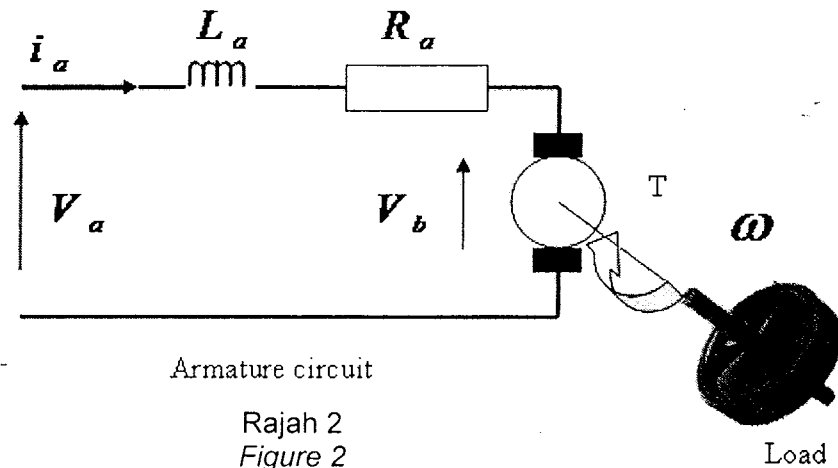 i a
L a
R a
V a
V b
T
ω
Armature circuit
Rajah 2
Figure 2
Load